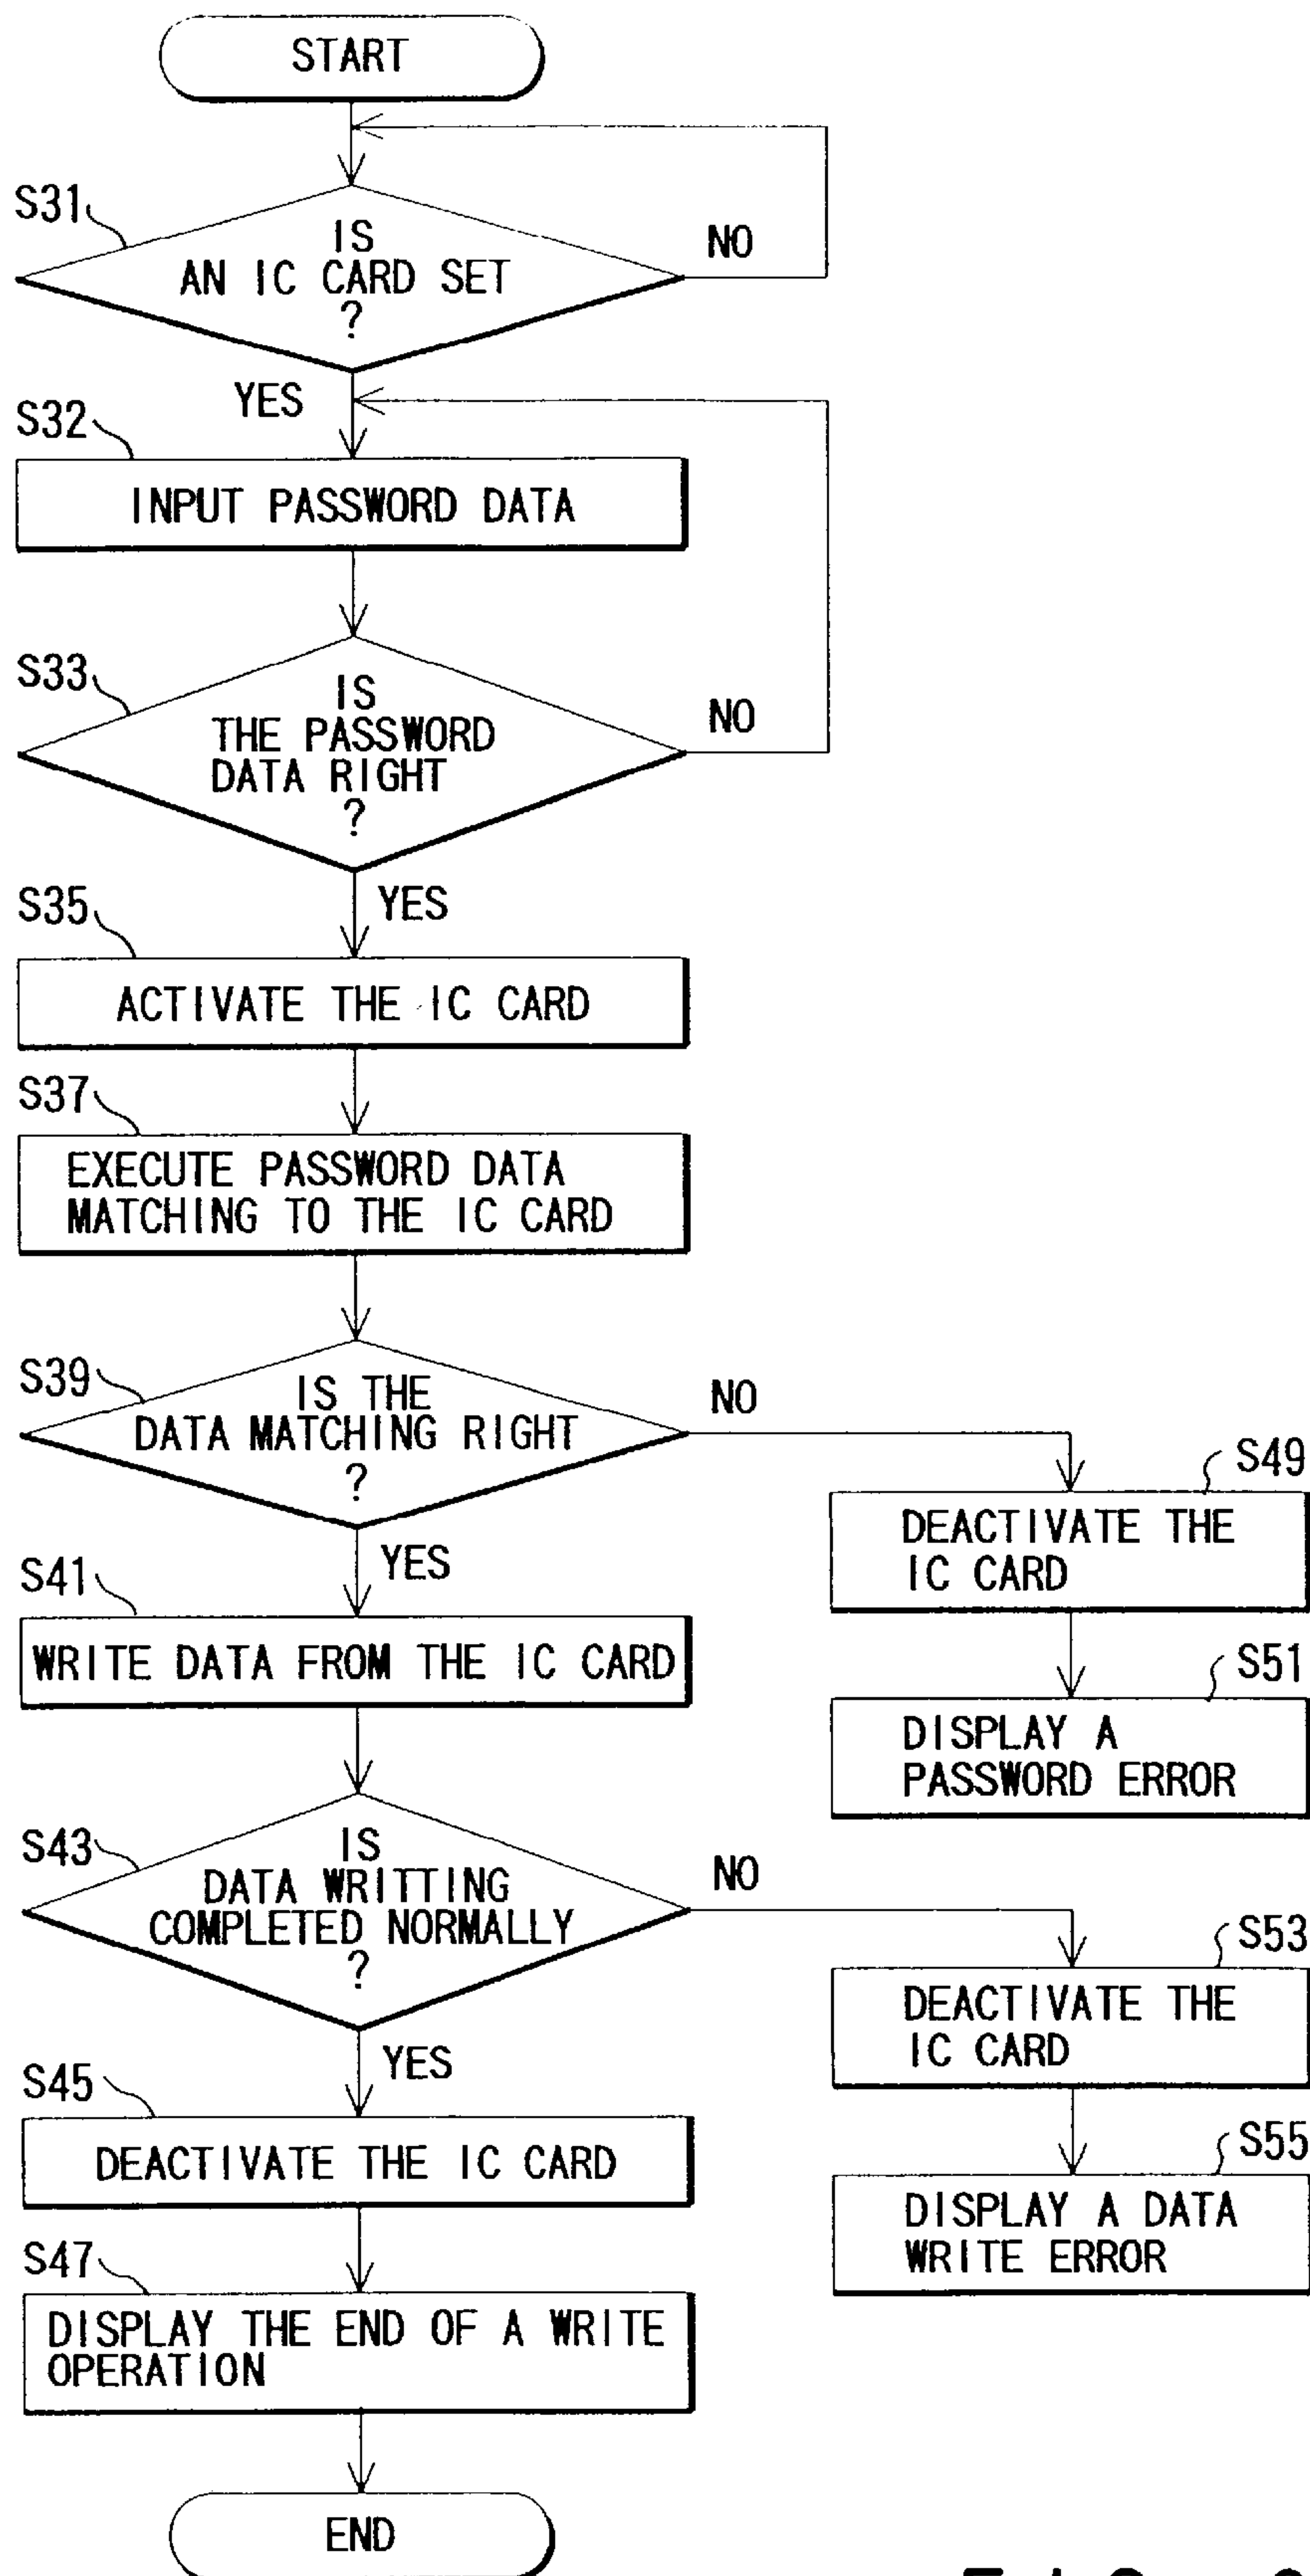 START
S31
IS
AN IC CARD SET
?
NO
YES
S32
INPUT PASSWORD DATA
S33
IS
THE PASSWORD
DATA RIGHT
?
NO
YES
S35
ACTIVATE THE IC CARD
S37
EXECUTE PASSWORD DATA
MATCHING TO THE IC CARD
S39
IS THE
DATA MATCHING RIGHT
?
NO
YES
S49
DEACTIVATE THE
IC CARD
S51
DISPLAY A
PASSWORD ERROR
S41
WRITE DATA FROM THE IC CARD
S43
IS
DATA WRITTING
COMPLETED NORMALLY
?
NO
YES
S53
DEACTIVATE THE
IC CARD
S55
DISPLAY A DATA
WRITE ERROR
S45
DEACTIVATE THE IC CARD
S47
DISPLAY THE END OF A WRITE
OPERATION
END